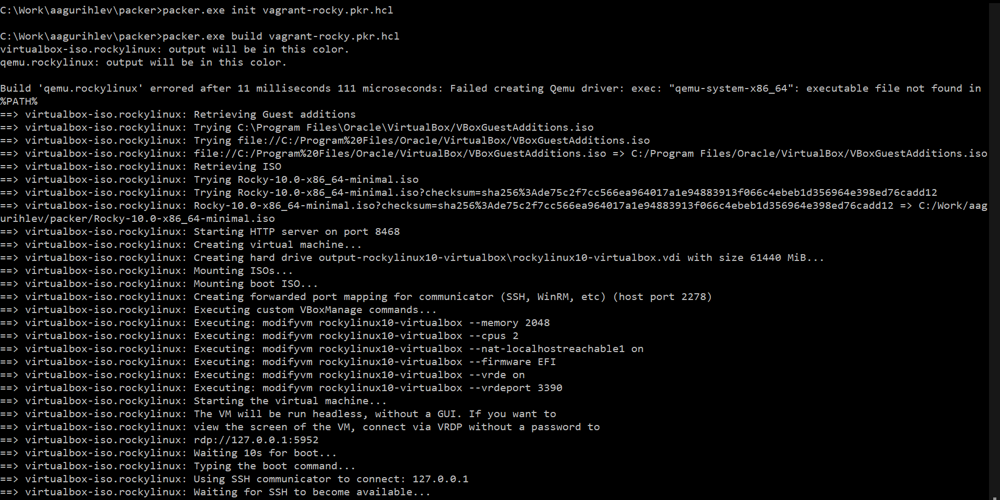 C:\Work\aagurihlev\packer>packer.exe init vagrant-rocky.pkr.hcl
C:\Work\aagurihlev\packer>packer.exe build vagrant-rocky.pkr.hcl
virtualbox-iso.rockylinux: output will be in this color.
qemu.rockylinux: output will be in this color.
Build 'qemu.rockylinux' errored after 11 milliseconds 111 microseconds: Failed creating Qemu driver: exec: "qemu-system-x86_64": executable file not found in
%PATH%
==> virtualbox-iso.rockylinux: Retrieving Guest additions
==> virtualbox-iso.rockylinux: Trying C:\Program Files\Oracle\VirtualBox/VBoxGuestAdditions.iso
==> virtualbox-iso.rockylinux: Trying file://C:/Program%20Files/Oracle/VirtualBox/VBoxGuestAdditions.iso
==> virtualbox-iso.rockylinux: file://C:/Program%20Files/Oracle/VirtualBox/VBoxGuestAdditions.iso => C:/Program Files/Oracle/VirtualBox/VBoxGuestAdditions.iso
==> virtualbox-iso.rockylinux: Retrieving ISO
==> virtualbox-iso.rockylinux: Trying Rocky-10.0-x86_64-minimal.iso
==> virtualbox-iso.rockylinux: Trying Rocky-10.0-x86_64-minimal.iso?checksum=sha256%3Ade75c2f7cc566ea964017a1e94883913f066c4ebeb1d356964e398ed76cadd12
==> virtualbox-iso.rockylinux: Rocky-10.0-x86_64-minimal.iso?checksum=sha256%3Ade75c2f7cc566ea964017a1e94883913f066c4ebeb1d356964e398ed76cadd12 => C:/Work/aag
urihlev/packer/Rocky-10.0-x86_64-minimal.iso
==> virtualbox-iso.rockylinux: Starting HTTP server on port 8468
==> virtualbox-iso.rockylinux: Creating virtual machine...
==> virtualbox-iso.rockylinux: Creating hard drive output-rockylinux10-virtualbox\rockylinux10-virtualbox.vdi with size 61440 MiB...
==> virtualbox-iso.rockylinux: Mounting ISOs...
==> virtualbox-iso.rockylinux: Mounting boot ISO...
==> virtualbox-iso.rockylinux: Creating forwarded port mapping for communicator (SSH, WinRM, etc) (host port 2278)
==> virtualbox-iso.rockylinux: Executing custom VBoxManage commands...
==> virtualbox-iso.rockylinux: Executing: modifyvm rockylinux10-virtualbox --memory 2048
==> virtualbox-iso.rockylinux: Executing: modifyvm rockylinux10-virtualbox --cpus 2
==> virtualbox-iso.rockylinux: Executing: modifyvm rockylinux10-virtualbox --nat-localhostreachable1 on
==> virtualbox-iso.rockylinux: Executing: modifyvm rockylinux10-virtualbox --firmware EFI
==> virtualbox-iso.rockylinux: Executing: modifyvm rockylinux10-virtualbox --vrde on
==> virtualbox-iso.rockylinux: Executing: modifyvm rockylinux10-virtualbox --vrdeport 3390
==> virtualbox-iso.rockylinux: Starting the virtual machine...
==> virtualbox-iso.rockylinux: The VM will be run headless, without a GUI. If you want to
==> virtualbox-iso.rockylinux: view the screen of the VM, connect via VRDP without a password to
==> virtualbox-iso.rockylinux: rdp://127.0.0.1:5952
==> virtualbox-iso.rockylinux: Waiting 10s for boot...
==> virtualbox-iso.rockylinux: Typing the boot command...
==> virtualbox-iso.rockylinux: Using SSH communicator to connect: 127.0.0.1
==> virtualbox-iso.rockylinux: Waiting for SSH to become available...